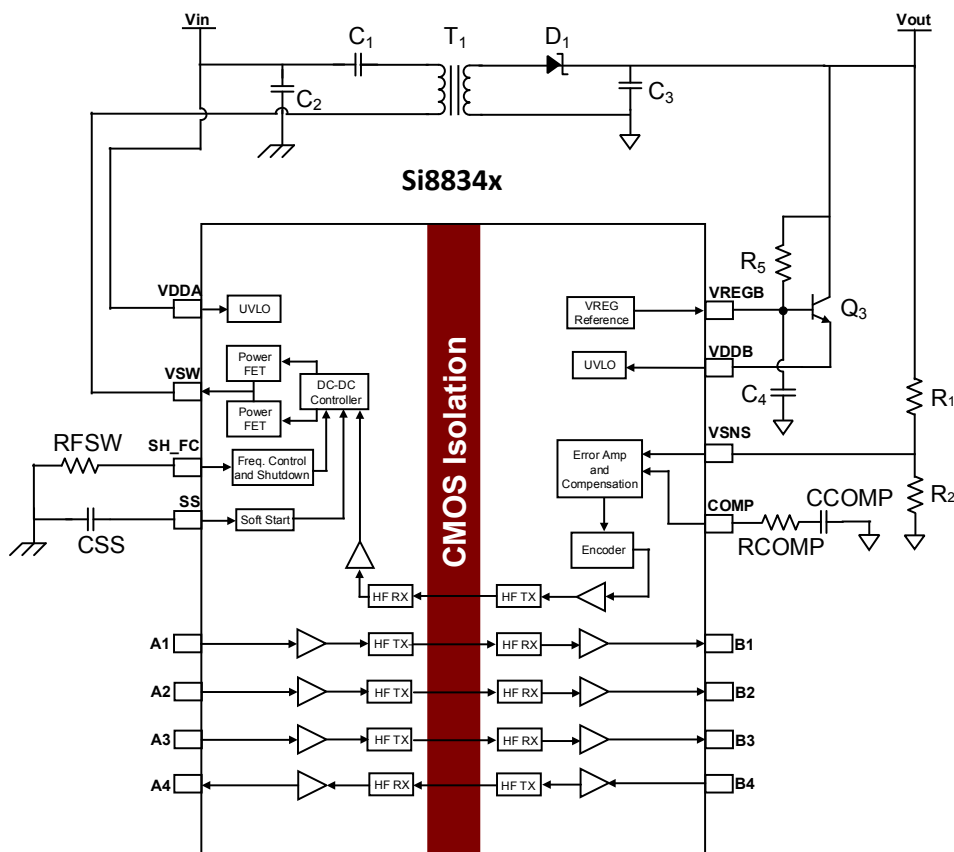 Vin
Vout
C1
T1
D1
C2
C3
Si8834x
R5
VDDA
UVLO
VREG Reference
VREGB
Q3
VDDB
UVLO
Power FET
VSW
DC-DC Controller
Power FET
C4
R1
RFSW
SH_FC
Freq. Control and Shutdown
CMOS Isolation
Error Amp and Compensation
VSNS
R2
SS
Soft Start
CSS
COMP
CCOMP
RCOMP
Encoder
HF RX
HF TX
A1
HF TX
HF RX
B1
A2
HF TX
HF RX
B2
A3
HF TX
HF RX
B3
A4
HF RX
HF TX
B4